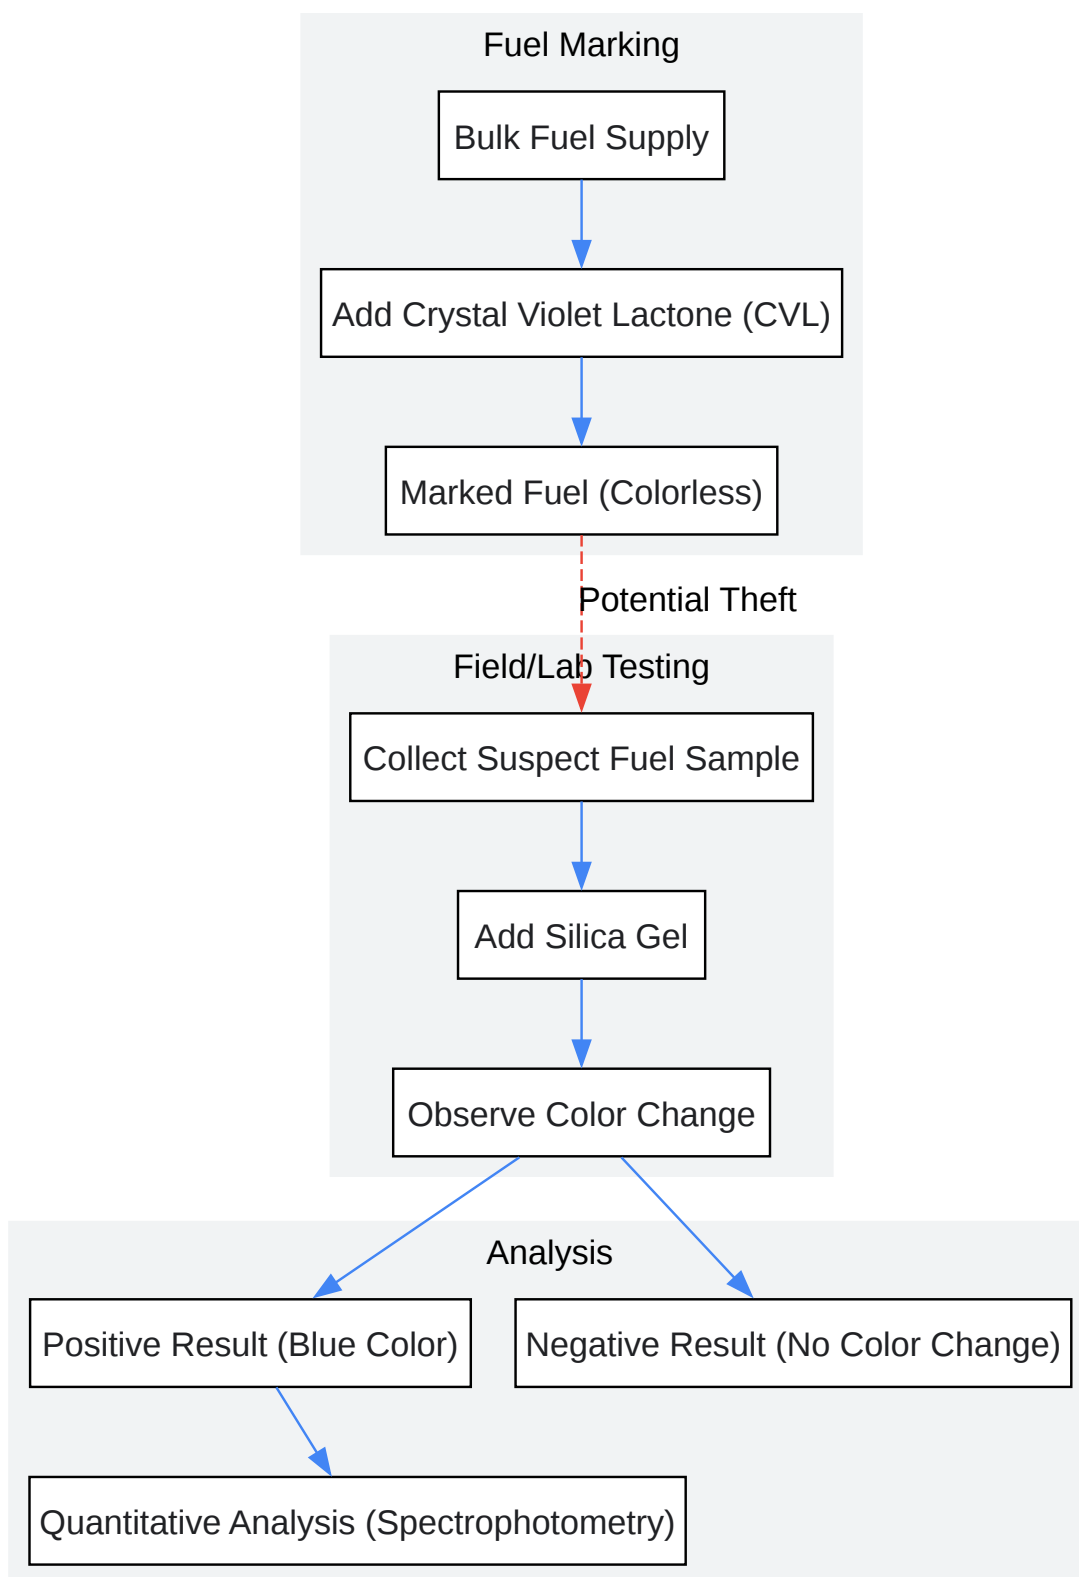 Fuel Marking
Bulk Fuel Supply
Add Crystal Violet Lactone (CVL)
Marked Fuel (Colorless)
Potential Theft
Field/Lab Testing
Collect Suspect Fuel Sample
Add Silica Gel
Observe Color Change
Analysis
Positive Result (Blue Color)
Negative Result (No Color Change)
Quantitative Analysis (Spectrophotometry)